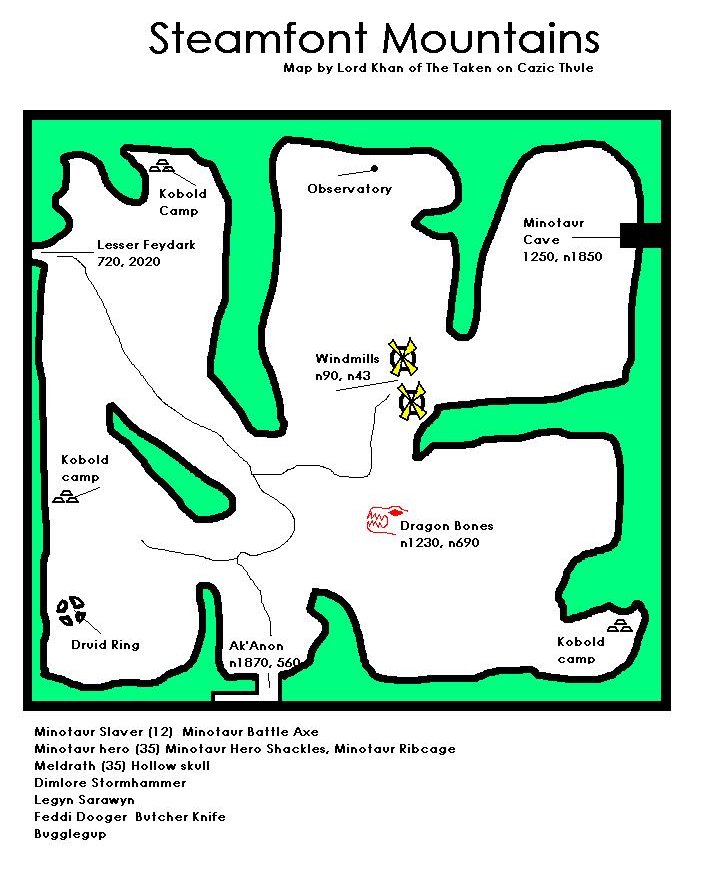 Steamfont Mountains
Map by Lord Khan of The Taken on Cazic Thule
Kobold
Camp
Observatory
Minotaur
Cave
1250, n1850
Lesser Feydark
720, 2020
Windmills
n90, n43
Kobold
camp
Dragon Bones
n1230, n690
Druid Ring
Ak'Anon
n1870, 560
Kobold
camp
Minotaur Slaver (12)  Minotaur Battle Axe
Minotaur hero (35) Minotaur Hero Shackles, Minotaur Ribcage
Meldrath (35) Hollow skull
Dimlore Stormhammer
Legyn Sarawyn
Feddi Dooger  Butcher Knife
Bugglegup